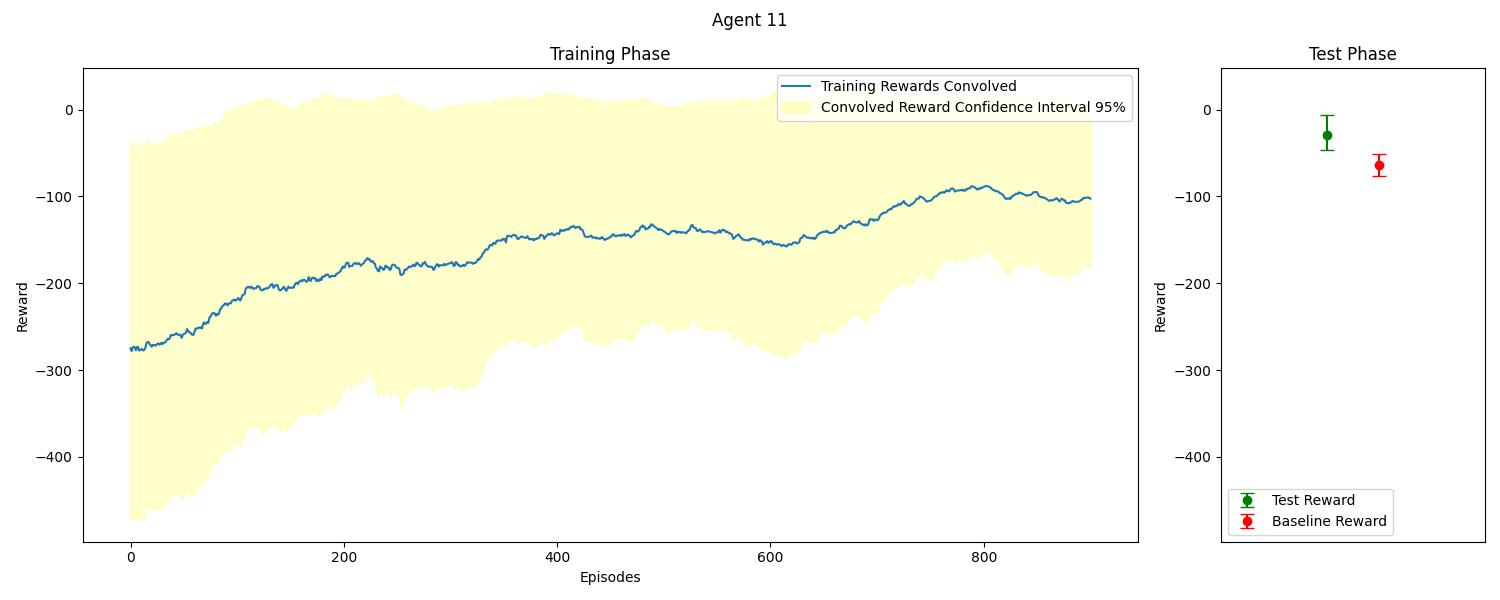 Agent 11
Training Phase
Training Rewards Convolved
Convolved Reward Confidence Interval 95%
0
−100
−200
−300
−400
Reward
0
200
400
600
800
Episodes
Test Phase
0
−100
−200
−300
−400
Reward
Test Reward
Baseline Reward